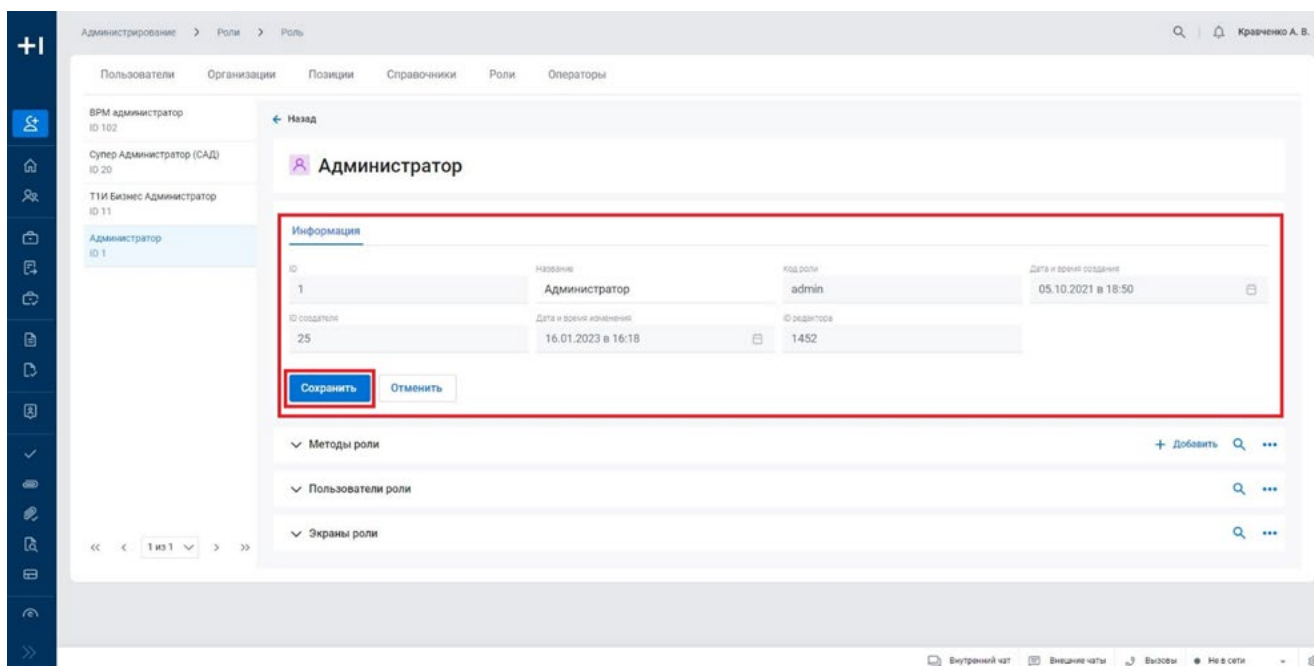 Администрирование > Роли > Роль
Кравченко А. В.
Пользователи Организации Позиции Справочники Роли Операторы
ВРМ администратор
ID 102
Супер Администратор (САД)
ID 20
Т1И Бизнес Администратор
ID 11
Администратор
ID 1
Назад
Администратор
Информация
ID Название Код роли Дата и время создания
1 Администратор admin 05.10.2021 в 18:50
ID создателя Дата и время изменения ID редактора
25 16.01.2023 в 16:18 1452
Сохранить Отменить
Методы роли + Добавить
Пользователи роли
Экраны роли
<< < 1 из 1 > >>
Внутренний чат Внешние чаты Вызовы Не в сети